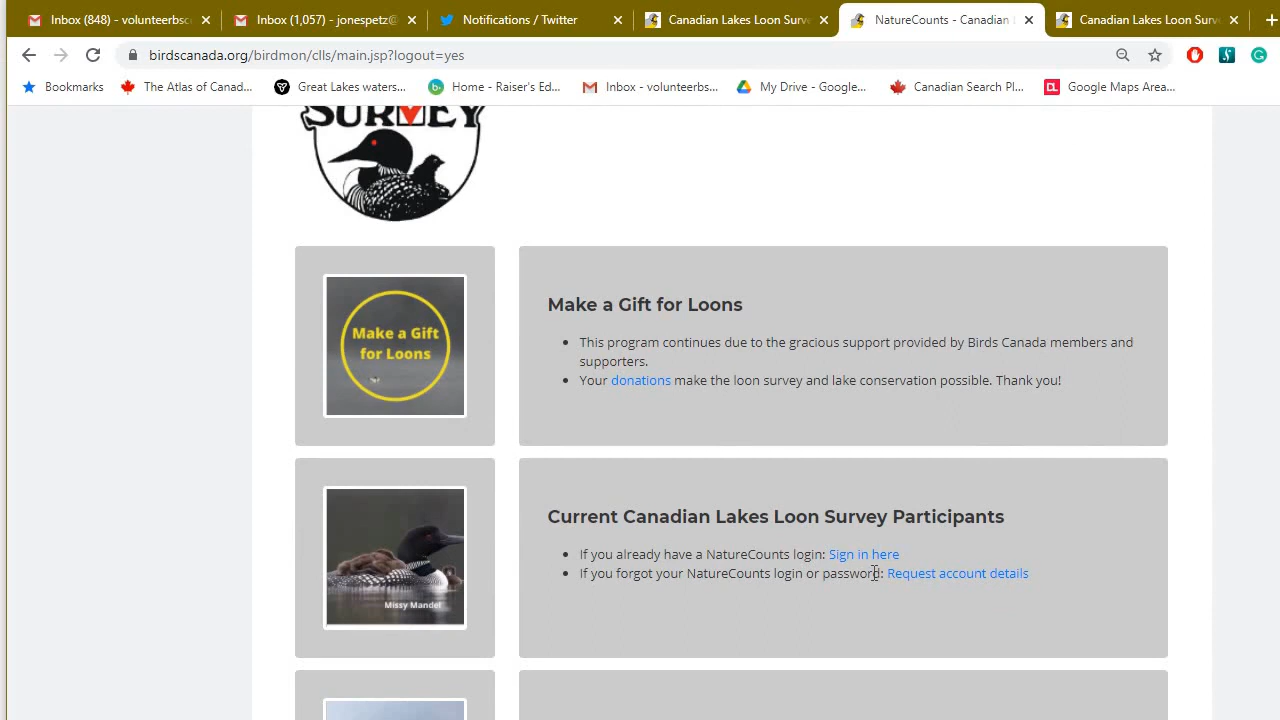 Inbox (848) - volunteerbsc
Inbox (1,057) - jonespetz@
Notifications / Twitter
Canadian Lakes Loon Surve
NatureCounts - Canadian L
Canadian Lakes Loon Surve
birdscanada.org/birdmon/clls/main.jsp?logout=yes
Bookmarks
The Atlas of Canad...
Great Lakes waters...
Home - Raiser's Ed...
Inbox - volunteerbs...
My Drive - Google...
Canadian Search Pl...
Google Maps Area...
SURVEY
Make a Gift
for Loons
Make a Gift for Loons
This program continues due to the gracious support provided by Birds Canada members and
supporters.
Your donations make the loon survey and lake conservation possible. Thank you!
Missy Mandel
Current Canadian Lakes Loon Survey Participants
If you already have a NatureCounts login: Sign in here
If you forgot your NatureCounts login or password: Request account details